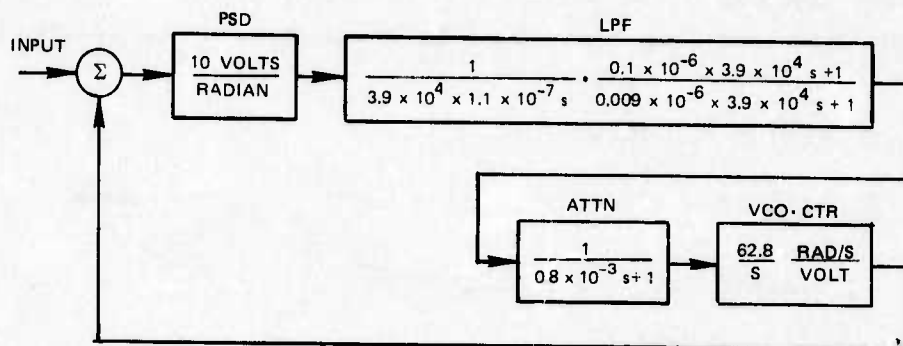 PSD
LPF
INPUT
Σ
10 VOLTS
RADIAN
1
3.9 x 10^4 x 1.1 x 10^-7 s
·
0.1 x 10^-6 x 3.9 x 10^4 s +1
0.009 x 10^-6 x 3.9 x 10^4 s + 1
ATTN
VCO · CTR
1
0.8 x 10^-3 s+ 1
62.8
S
RAD/S
VOLT